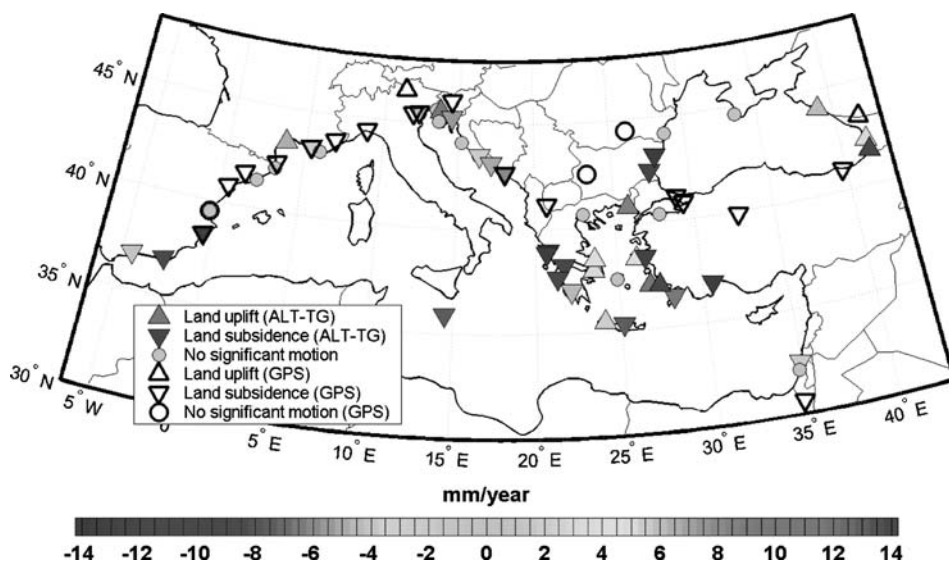 45° N
40° N
35° N
30° N
5° W
0
5° E
10° E
15° E
20° E
25° E
30° E
35° E
40° E
Land uplift (ALT-TG)
Land subsidence (ALT-TG)
No significant motion
Land uplift (GPS)
Land subsidence (GPS)
No significant motion (GPS)
mm/year
-14 -12 -10 -8 -6 -4 -2 0 2 4 6 8 10 12 14